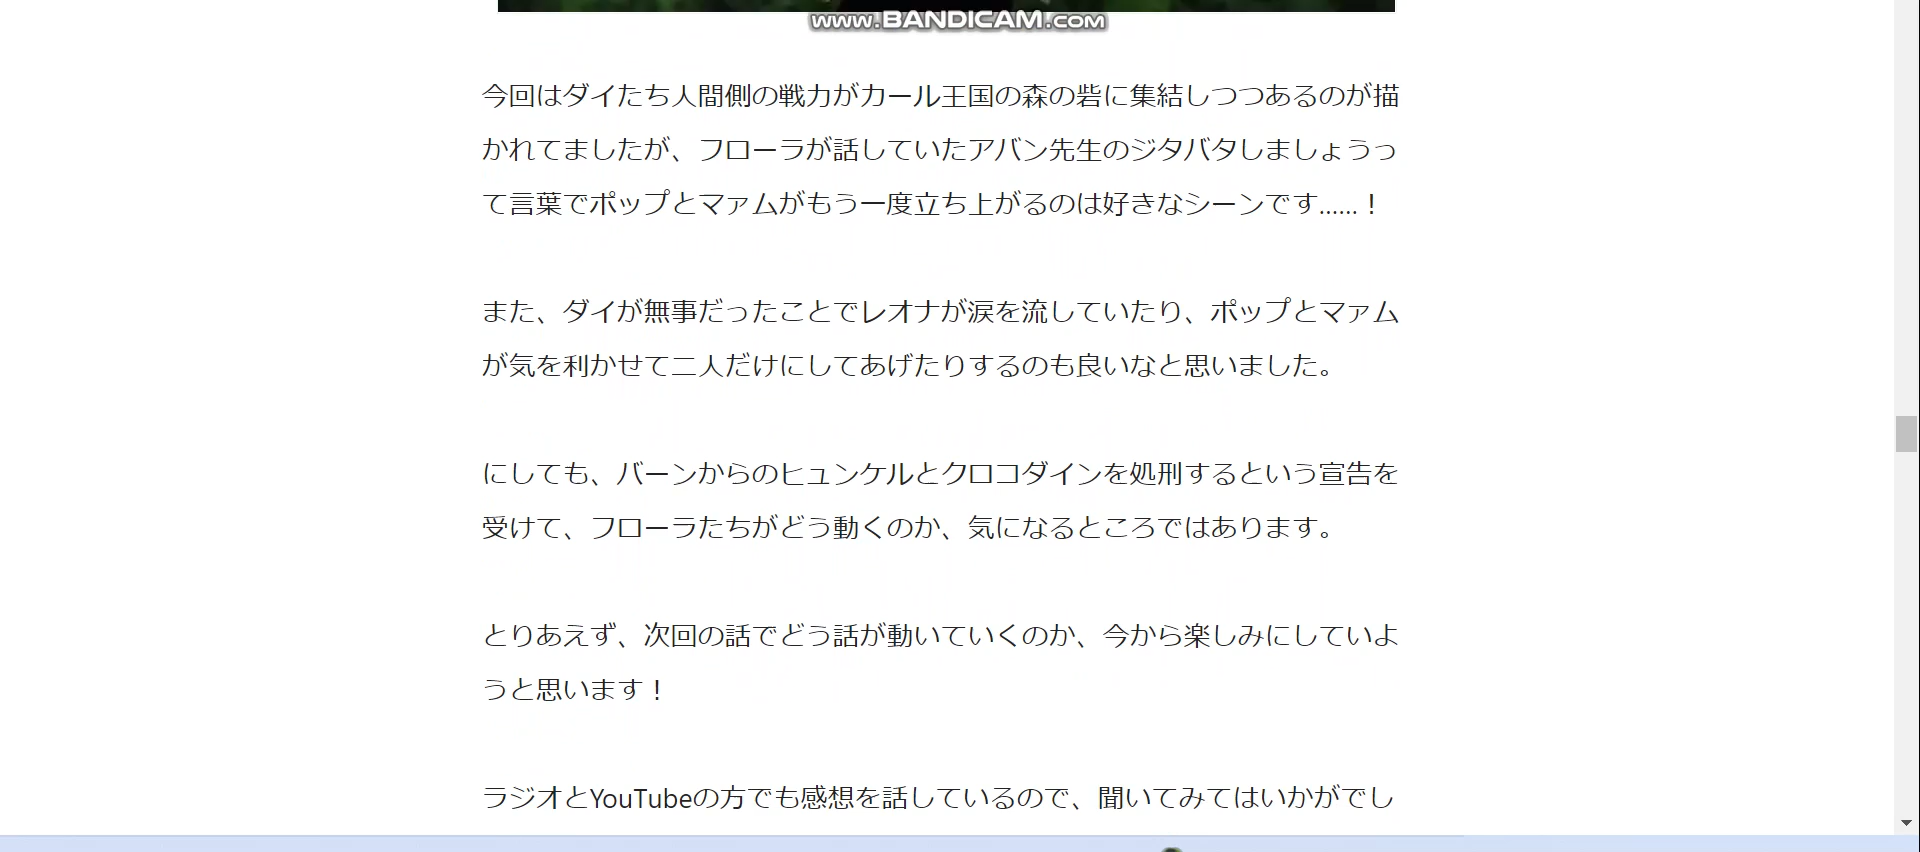 www.BANDICAM.com
今回はダイたち人間側の戦力がカール王国の森の砦に集結しつつあるのが描
かれてましたが、フローラが話していたアバン先生のジタバタしましょうっ
て言葉でポップとマァムがもう一度立ち上がるのは好きなシーンです……！
また、ダイが無事だったことでレオナが涙を流していたり、ポップとマァム
が気を利かせて二人だけにしてあげたりするのも良いなと思いました。
にしても、バーンからのヒュンケルとクロコダインを処刑するという宣告を
受けて、フローラたちがどう動くのか、気になるところではあります。
とりあえず、次回の話でどう話が動いていくのか、今から楽しみにしていよ
うと思います！
ラジオとYouTubeの方でも感想を話しているので、聞いてみてはいかがでし